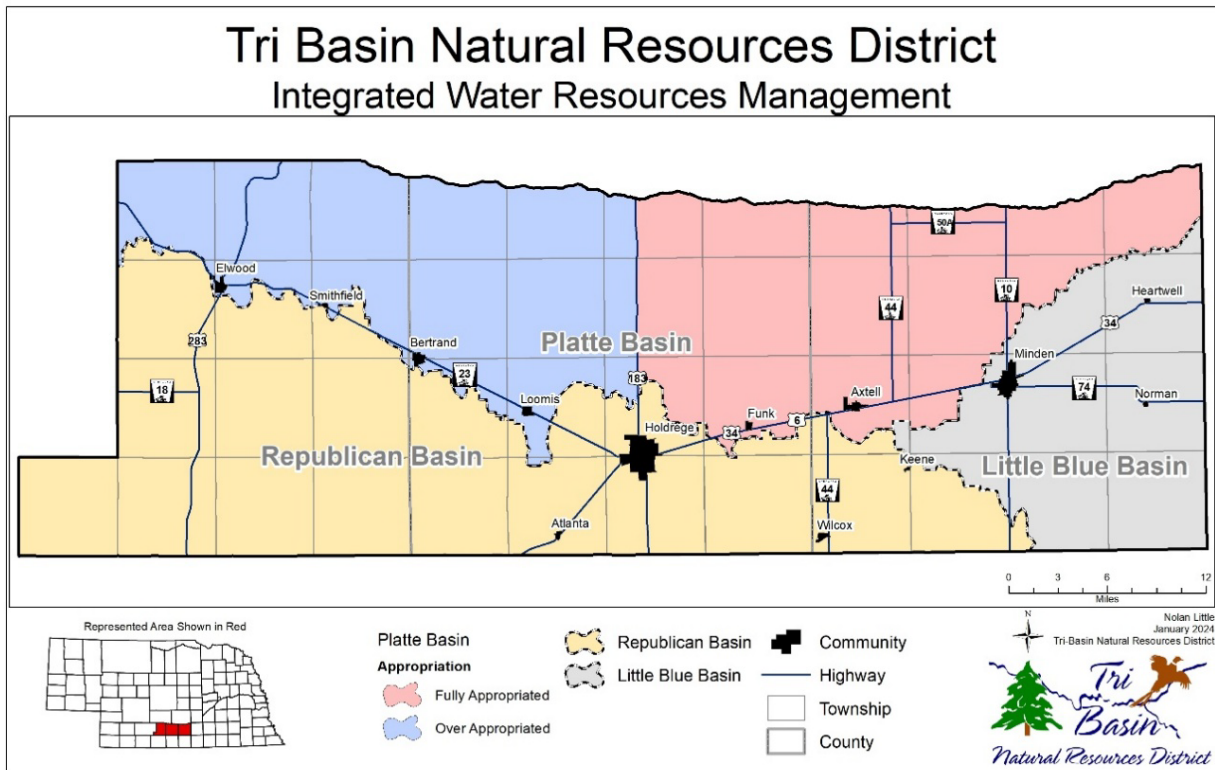 Tri Basin Natural Resources District
Integrated Water Resources Management
50A
Elwood
10
Heartwell
Smithfield
44
34
283
Platte Basin
Minden
Bertrand
183
18
23
74
Axtell
Norman
Loomis
Funk
6
Holdrege
34
Republican Basin
Keene
Little Blue Basin
44
Atlanta
Wilcox
0 3 6 12
Miles
Represented Area Shown in Red
Platte Basin
Appropriation
Fully Appropriated
Over Appropriated
Republican Basin
Little Blue Basin
Community
Highway
Township
County
N
Nolan Little
January 2024
Tri-Basin Natural Resources District
Tri
Basin
Natural Resources District